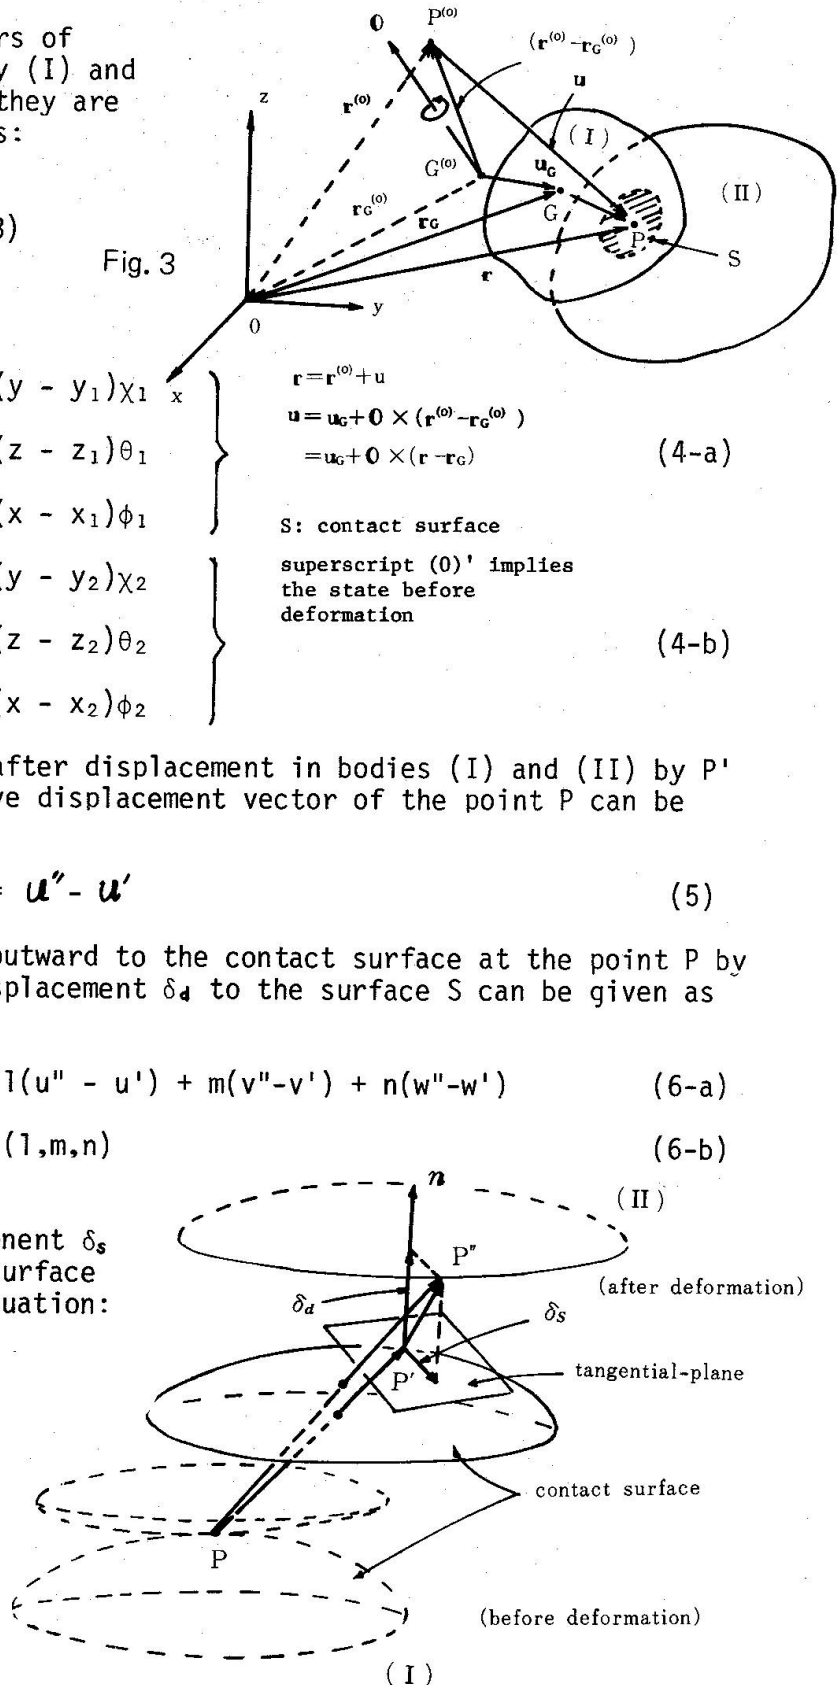 rs of
y (I) and
they are
s:
3)
Fig. 3
O
P⁽⁰⁾
(r⁽⁰⁾-r_G⁽⁰⁾)
u
z
r⁽⁰⁾
(I)
G⁽⁰⁾
u_G
(II)
r_G⁽⁰⁾
r_G
G
P
S
r
y
0
x
(y - y₁)χ₁
r=r⁽⁰⁾+u
u=u_G+O×(r⁽⁰⁾-r_G⁽⁰⁾)
(z - z₁)θ₁
=u_G+O×(r-r_G)
(4-a)
(x - x₁)φ₁
S: contact surface
(y - y₂)χ₂
superscript (0)' implies
the state before
deformation
(z - z₂)θ₂
(4-b)
(x - x₂)φ₂
after displacement in bodies (I) and (II) by P'
ve displacement vector of the point P can be
= u″- u′ (5)
outward to the contact surface at the point P by
splacement δ_d to the surface S can be given as
l(u" - u') + m(v"-v') + n(w"-w') (6-a)
(l,m,n) (6-b)
n
(II)
nent δ_s
urface
uation:
P″
(after deformation)
δ_d
δ_S
P′
tangential-plane
contact surface
P
(before deformation)
(I)